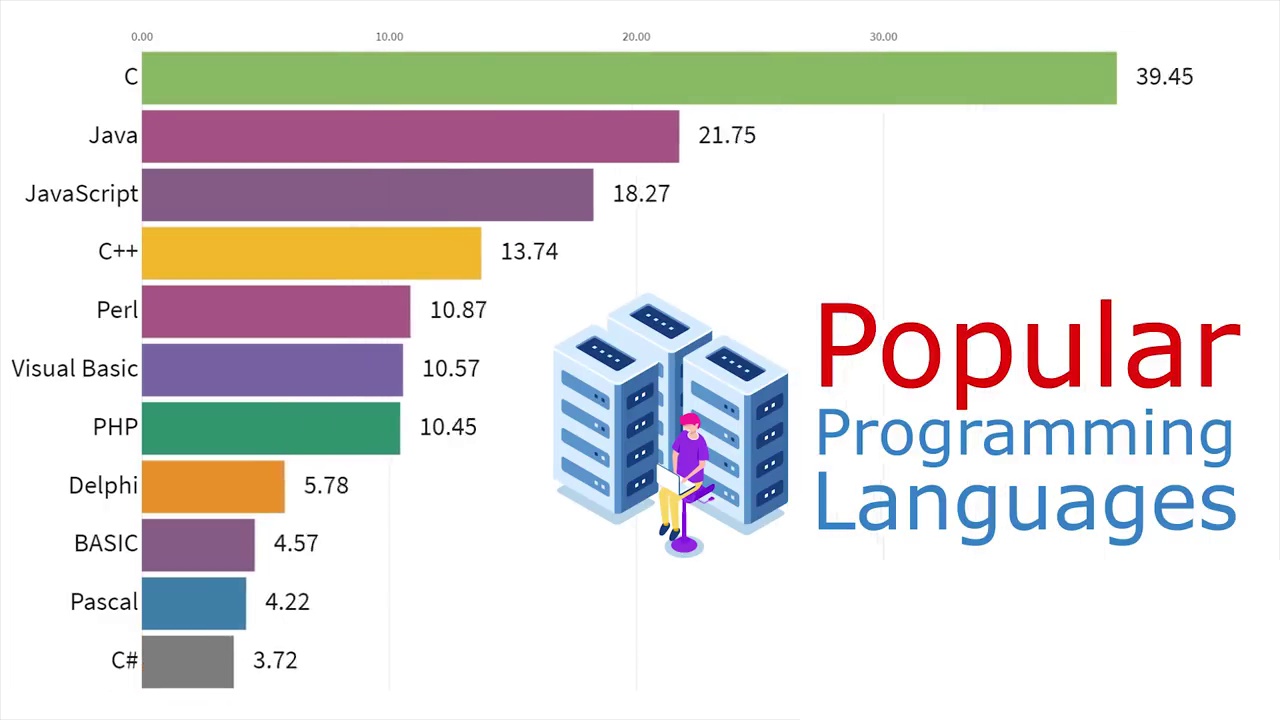 0.00 10.00 20.00 30.00
C 39.45
Java 21.75
JavaScript 18.27
C++ 13.74
Perl 10.87
Visual Basic 10.57
PHP 10.45
Delphi 5.78
BASIC 4.57
Pascal 4.22
C# 3.72
Popular
Programming
Languages